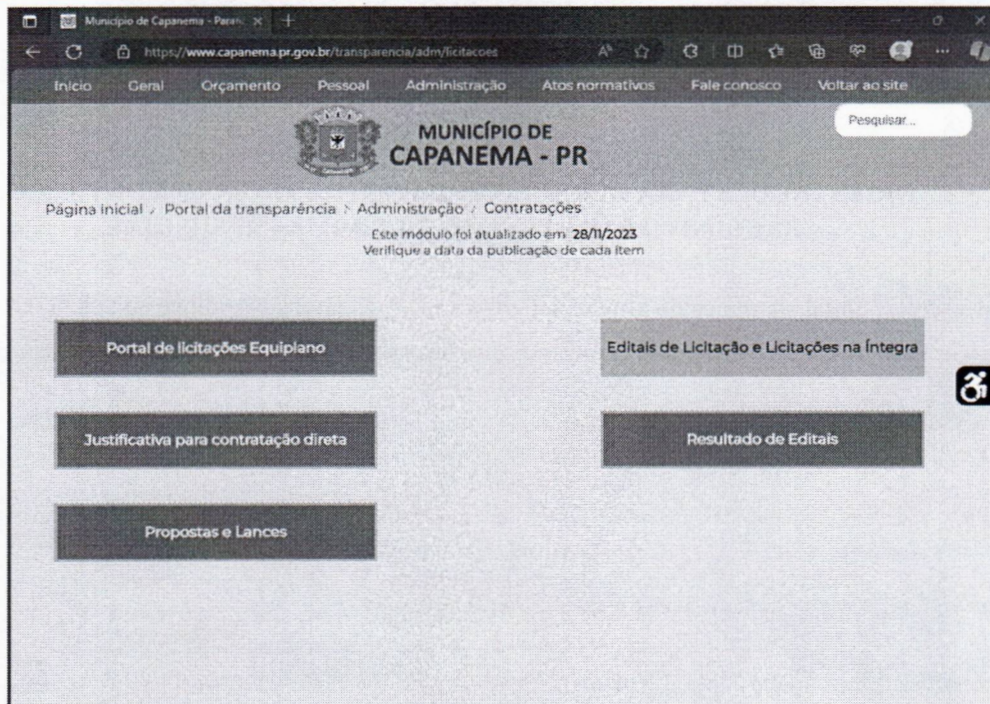 Município de Capanema - Paran
https://www.capanema.pr.gov.br/transparencia/adm/licitacoes
Início Geral Orçamento Pessoal Administração Atos normativos Fale conosco Voltar ao site
Pesquisar...
MUNICÍPIO DE
CAPANEMA - PR
Página inicial / Portal da transparência / Administração / Contratações
Este módulo foi atualizado em 28/11/2023
Verifique a data da publicação de cada item
Portal de licitações Equiplano
Editais de Licitação e Licitações na Íntegra
Justificativa para contratação direta
Resultado de Editais
Propostas e Lances